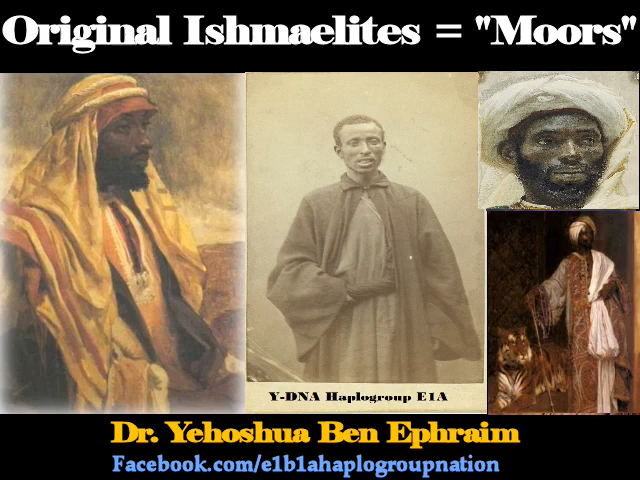 Original Ishmaelites = "Moors"
Y-DNA Haplogroup E1A
Dr. Yehoshua Ben Ephraim
Facebook.com/e1b1ahaplogroupnation